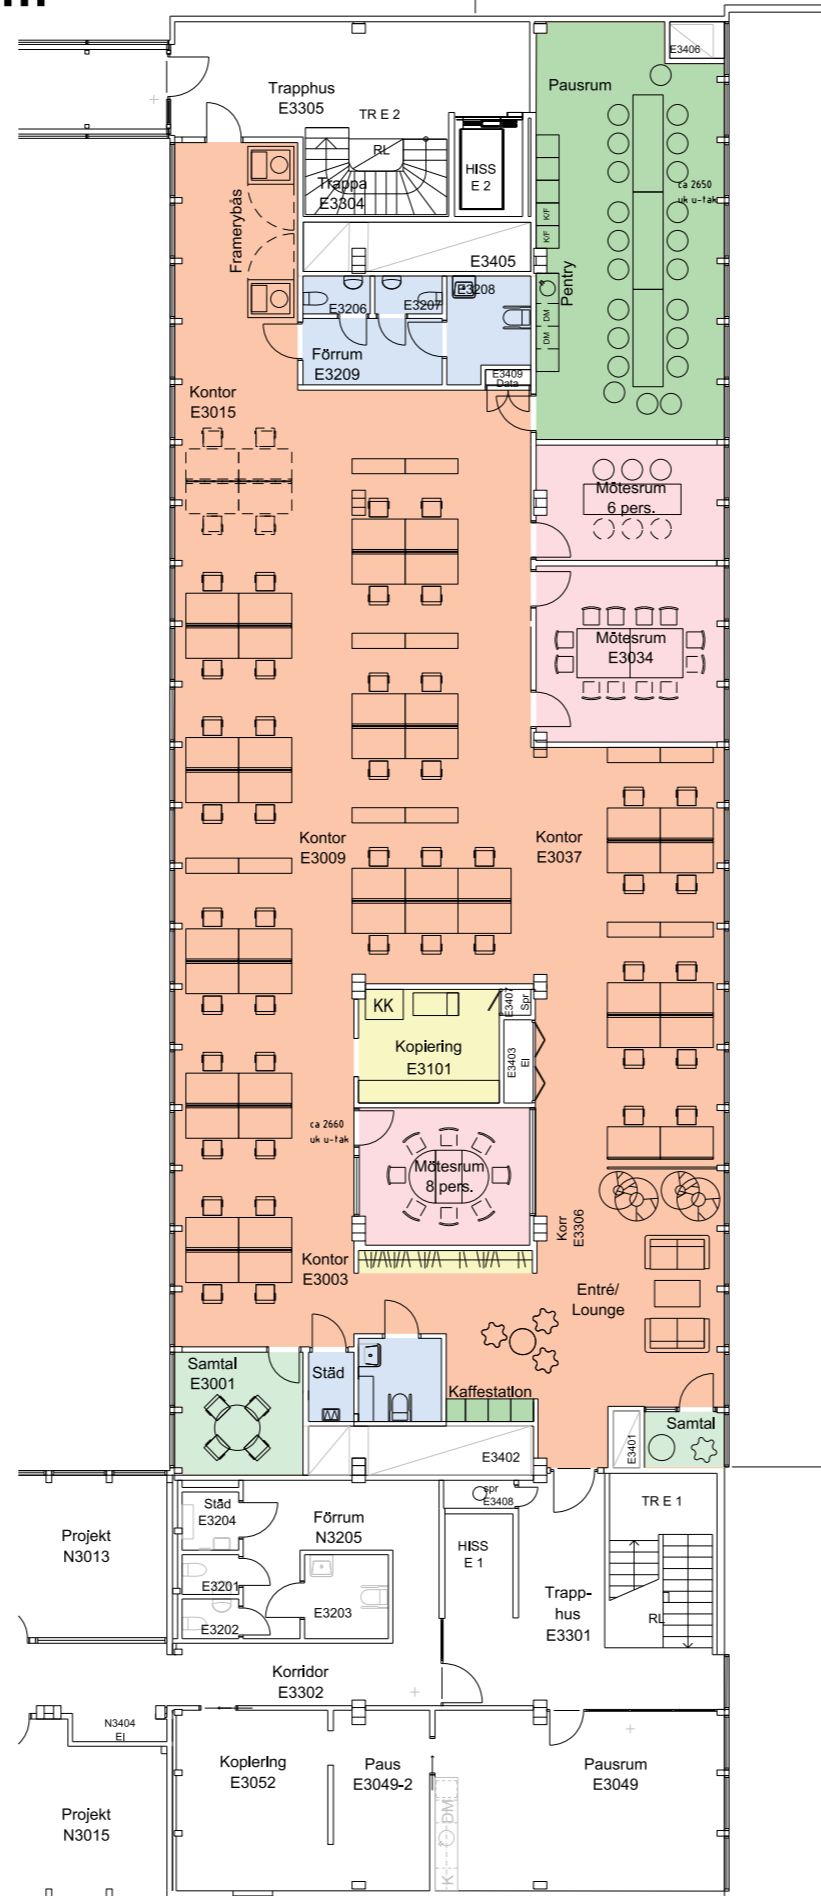 E3406
Trapphus
E3305
TR E 2
Pausrum
RL
HISS
E 2
Trappa
E3304
ca 2650
uk u-tak
Framerybås
K/F
K/F
E3405
Pentry
E3206
E3207
E3208
DM
DM
Förrum
E3209
E3409
Data
Kontor
E3015
Mötesrum
6 pers.
Mötesrum
E3034
Kontor
E3009
Kontor
E3037
KK
E3407
Spr
Kopiering
E3101
E3403
El
ca 2660
uk u-tak
Mötesrum
8 pers.
Korr
E3306
Kontor
E3003
Entré/
Lounge
Samtal
E3001
Städ
Kaffestation
Samtal
E3401
E3402
spr
E3408
TR E 1
Städ
E3204
Förrum
N3205
HISS
E 1
Projekt
N3013
E3201
E3202
E3203
Trapp-
hus
E3301
RL
Korridor
E3302
N3404
El
Kopiering
E3052
Paus
E3049-2
Pausrum
E3049
DM
K
Projekt
N3015